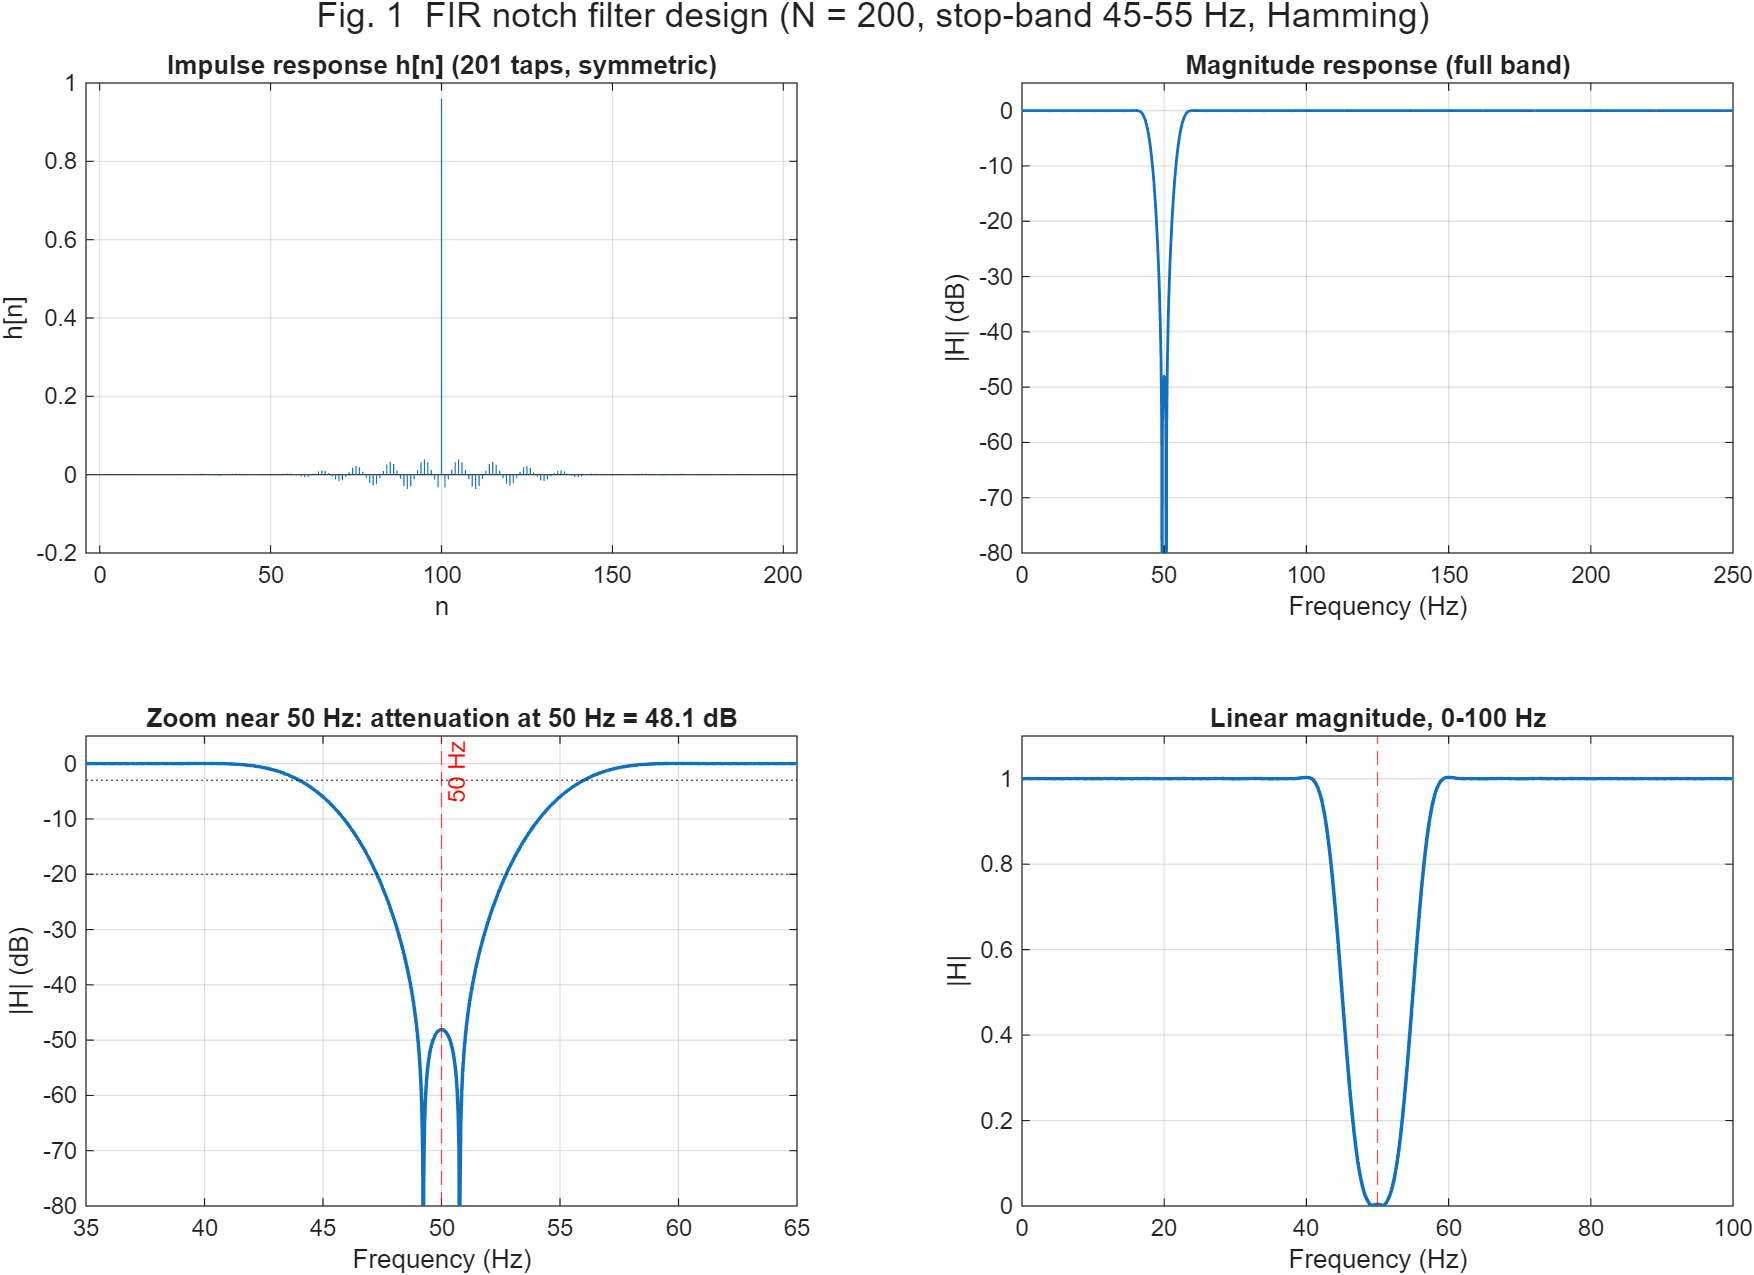 Fig. 1  FIR notch filter design (N = 200, stop-band 45-55 Hz, Hamming)
Impulse response h[n] (201 taps, symmetric)
1
0.8
0.6
0.4
0.2
0
-0.2
h[n]
0 50 100 150 200
n
Magnitude response (full band)
0
-10
-20
-30
-40
-50
-60
-70
-80
|H| (dB)
0 50 100 150 200 250
Frequency (Hz)
Zoom near 50 Hz: attenuation at 50 Hz = 48.1 dB
50 Hz
0
-10
-20
-30
-40
-50
-60
-70
-80
|H| (dB)
35 40 45 50 55 60 65
Frequency (Hz)
Linear magnitude, 0-100 Hz
1
0.8
0.6
0.4
0.2
0
|H|
0 20 40 60 80 100
Frequency (Hz)